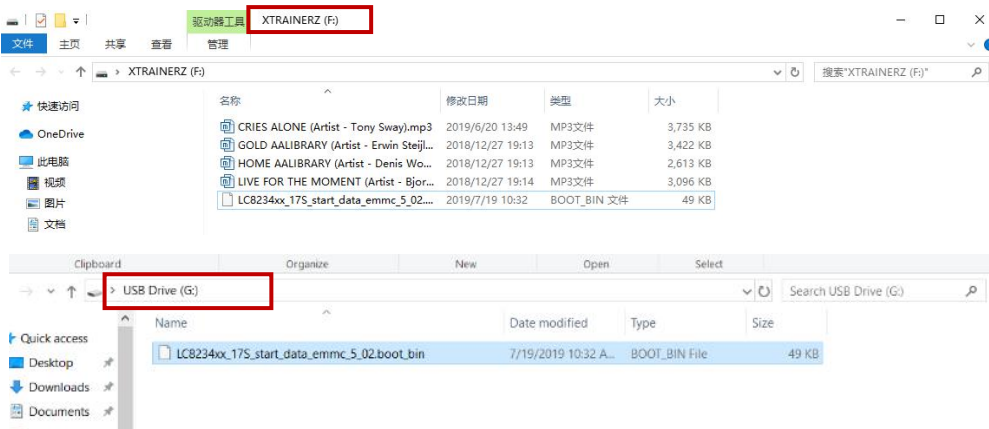 驱动器工具 XTRAINERZ (F:)
文件 主页 共享 查看 管理
XTRAINERZ (F:) 搜索"XTRAINERZ (F:)"
名称 修改日期 类型 大小
快速访问
CRIES ALONE (Artist - Tony Sway).mp3 2019/6/20 13:49 MP3文件 3,735 KB
OneDrive
GOLD AALIBRARY (Artist - Erwin Steijl... 2018/12/27 19:13 MP3文件 3,422 KB
此电脑
HOME AALIBRARY (Artist - Denis Wo... 2018/12/27 19:13 MP3文件 2,613 KB
视频
LIVE FOR THE MOMENT (Artist - Bjor... 2018/12/27 19:14 MP3文件 3,096 KB
图片
LC8234xx_17S_start_data_emmc_5_02.... 2019/7/19 10:32 BOOT_BIN 文件 49 KB
文档
Clipboard Organize New Open Select
USB Drive (G:) Search USB Drive (G:)
Name Date modified Type Size
Quick access
LC8234xx_17S_start_data_emmc_5_02.boot_bin 7/19/2019 10:32 A... BOOT_BIN File 49 KB
Desktop
Downloads
Documents